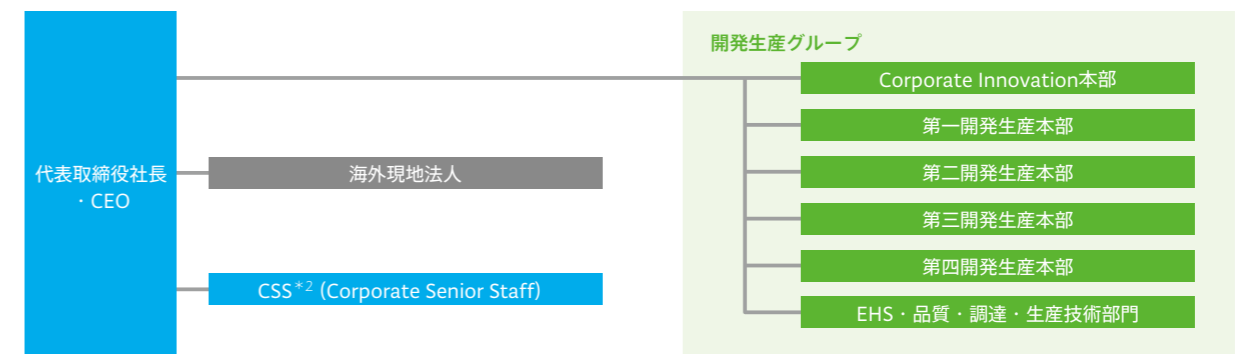 開発生産グループ
Corporate Innovation本部
第一開発生産本部
代表取締役社長
・CEO
海外現地法人
第二開発生産本部
第三開発生産本部
第四開発生産本部
CSS*2 (Corporate Senior Staff)
EHS・品質・調達・生産技術部門